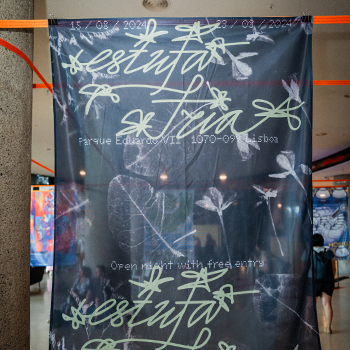 15 / 08 / 2024 23 / 08 / 2024
estufa
fria
Parque Eduardo VII 1070-099 Lisboa
Open night with free entry
estufa